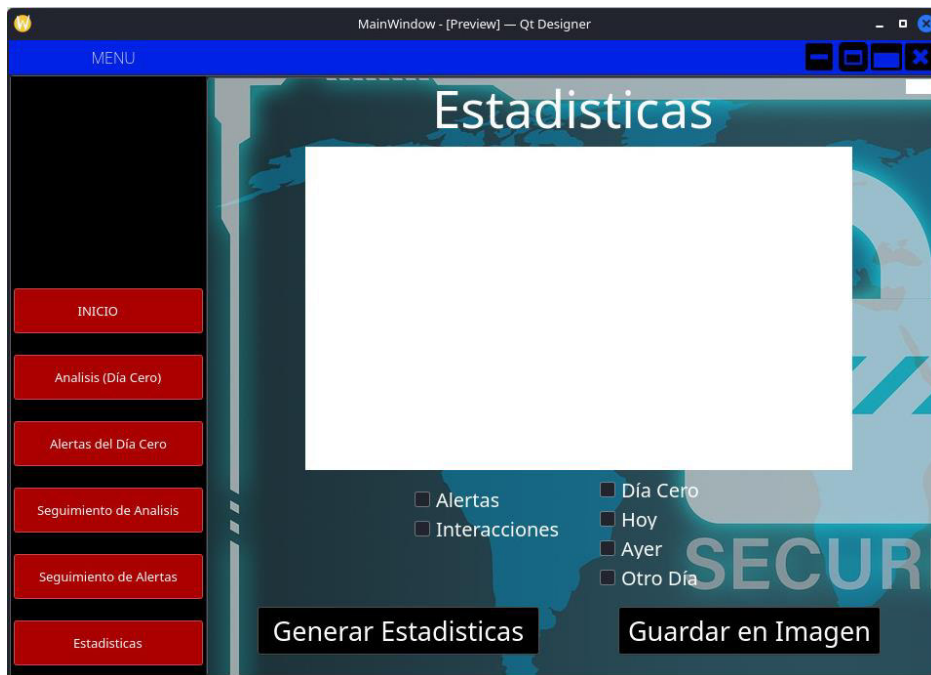 MainWindow - [Preview] — Qt Designer
MENU
Estadisticas
INICIO
Analisis (Día Cero)
Alertas del Día Cero
Seguimiento de Analisis
Seguimiento de Alertas
Estadisticas
Alertas
Interacciones
Día Cero
Hoy
Ayer
Otro Día
SECUR
Generar Estadisticas
Guardar en Imagen